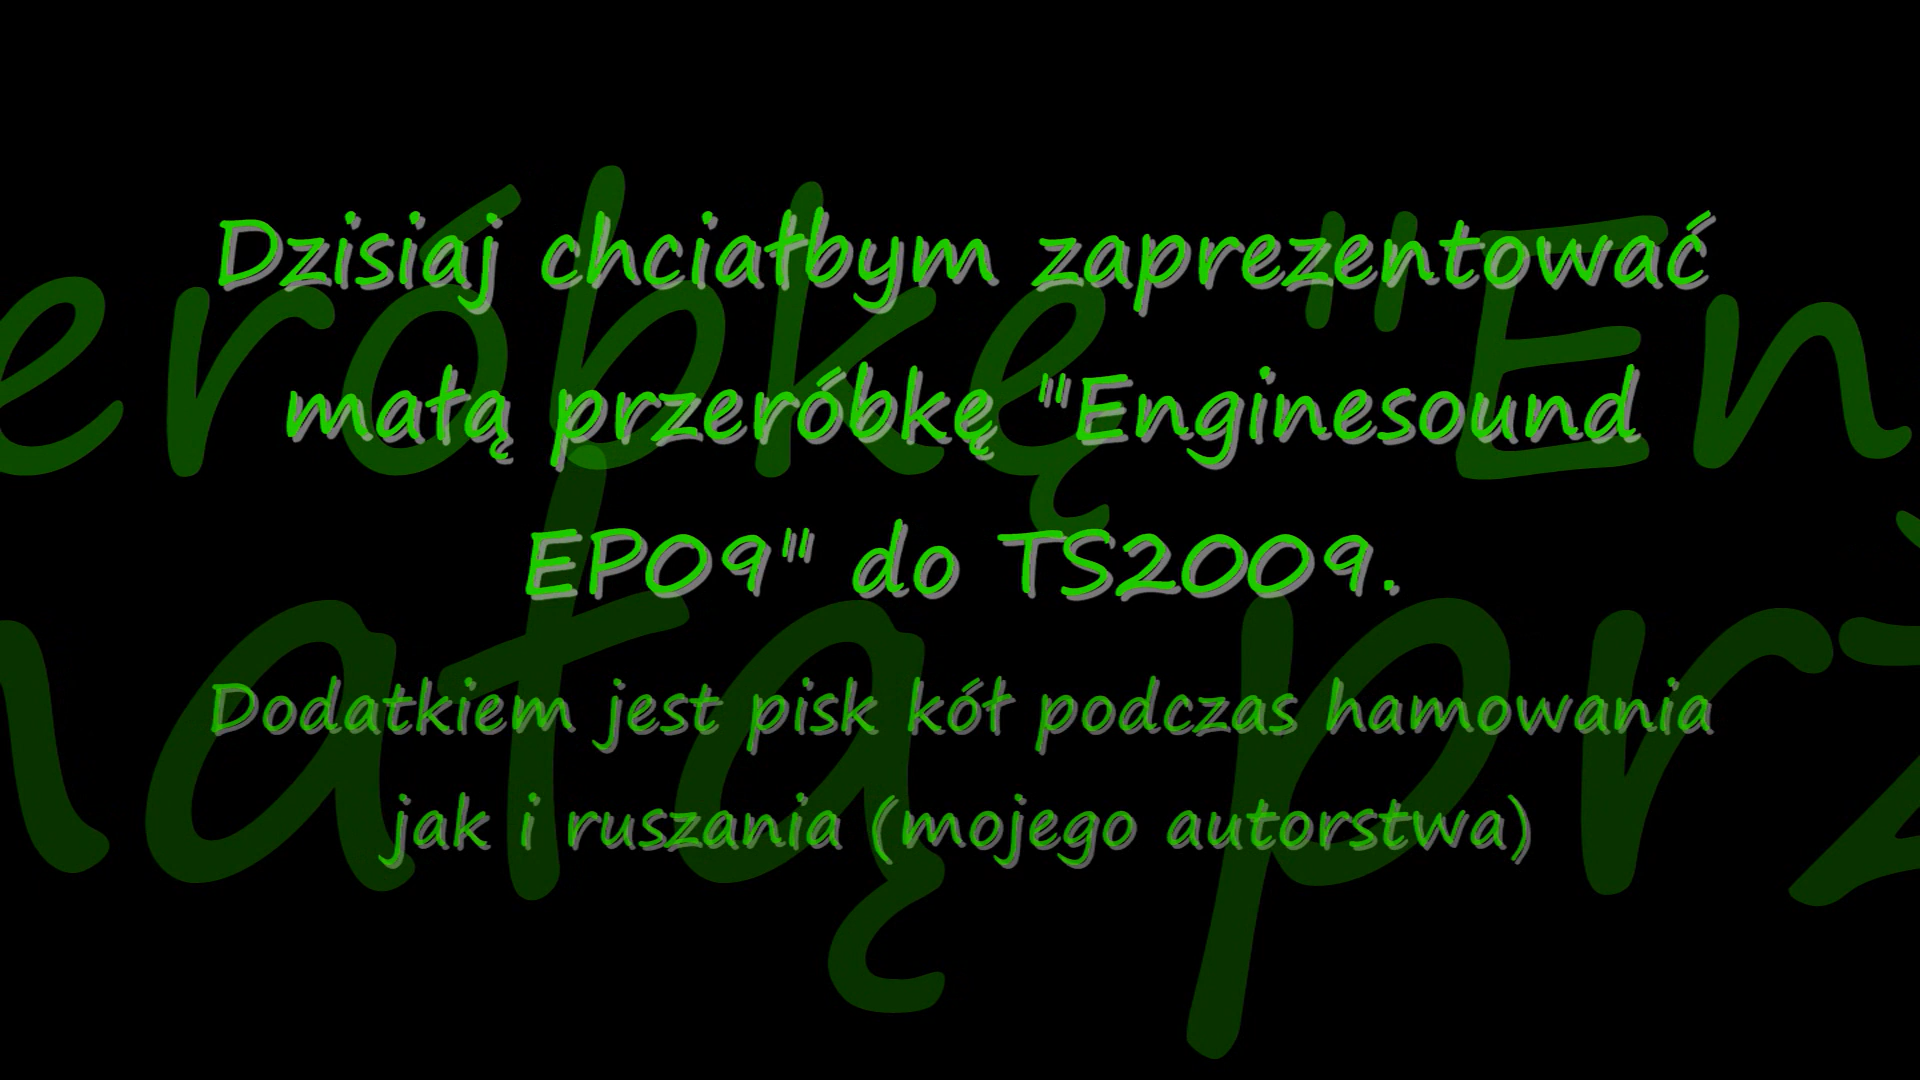 Dzisiaj chciałbym zaprezentować
małą przeróbkę "Enginesound
EP09" do TS2009.
Dodatkiem jest pisk kół podczas hamowania
jak i ruszania (mojego autorstwa)